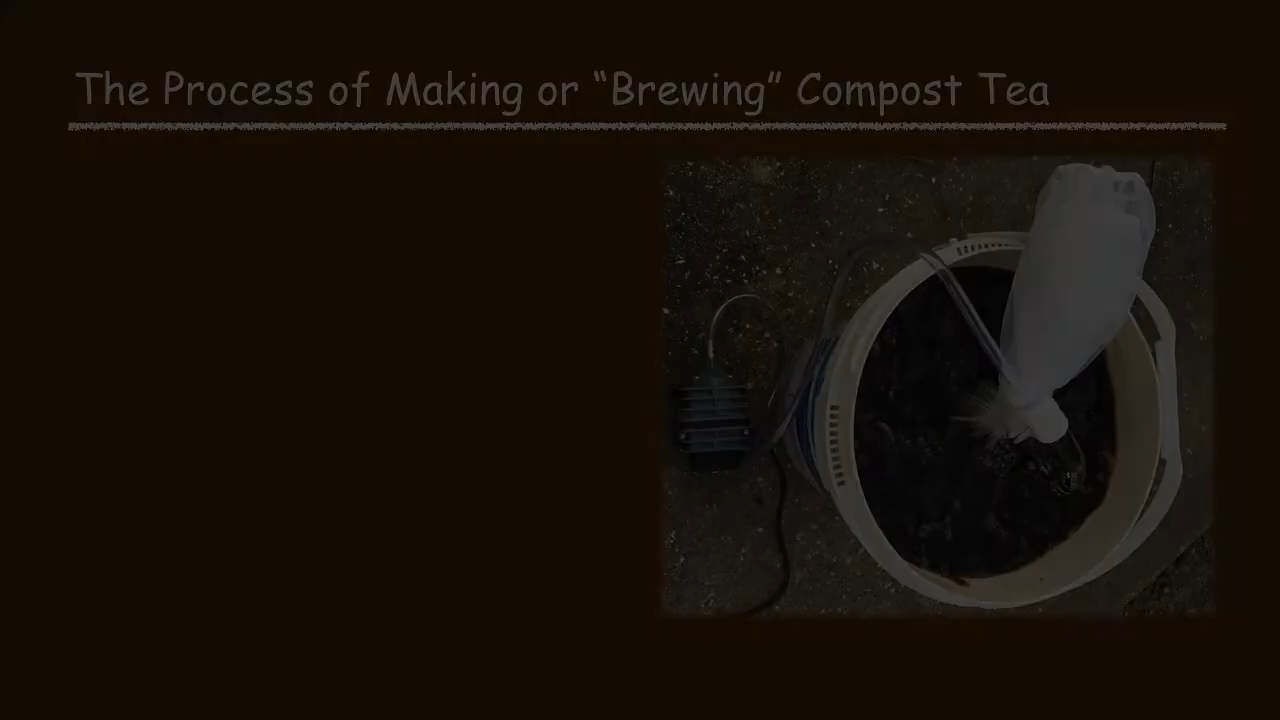 The Process of Making or “Brewing” Compost Tea